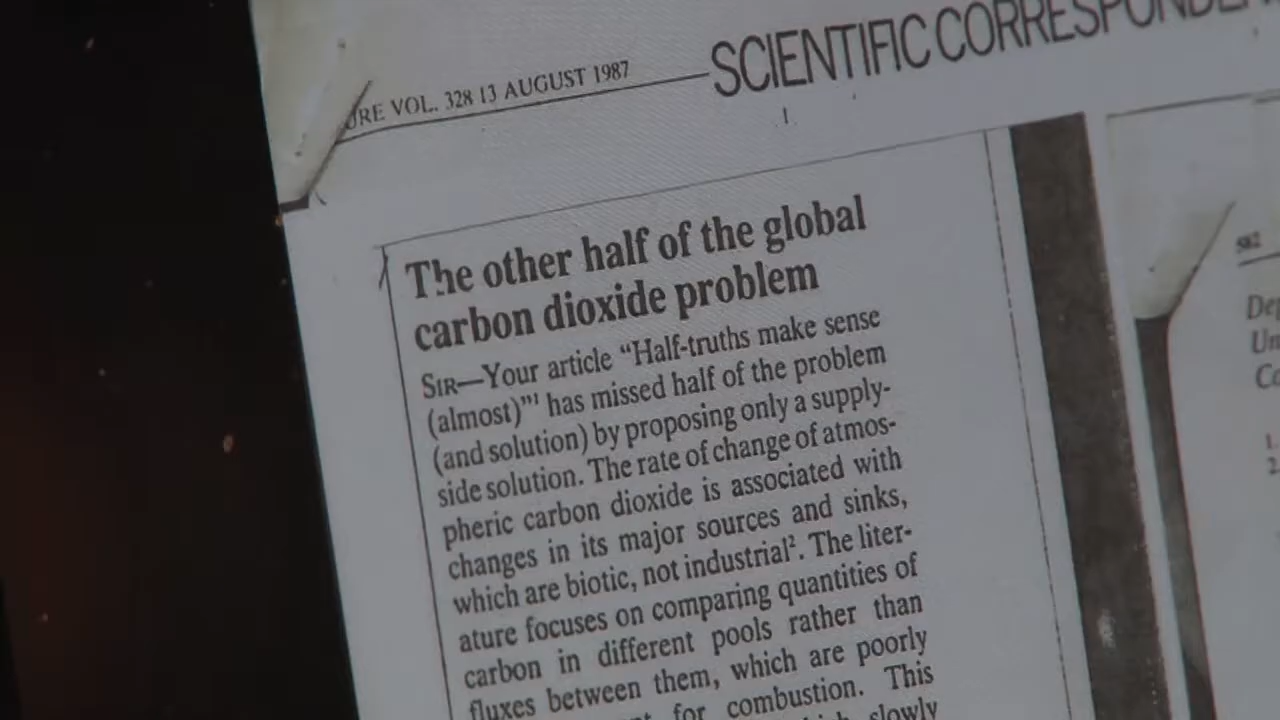 VOL. 328 13 AUGUST 1987
SCIENTIFIC
The other half of the global
carbon dioxide problem
SIR—Your article “Half-truths make sense
(almost)”¹ has missed half of the problem
(and solution) by proposing only a supply-
side solution. The rate of change of atmos-
pheric carbon dioxide is associated with
changes in its major sources and sinks,
which are biotic, not industrial². The liter-
ature focuses on comparing quantities of
carbon in different pools rather than
fluxes between them, which are poorly
for combustion. This
slowly
582
1.
2.